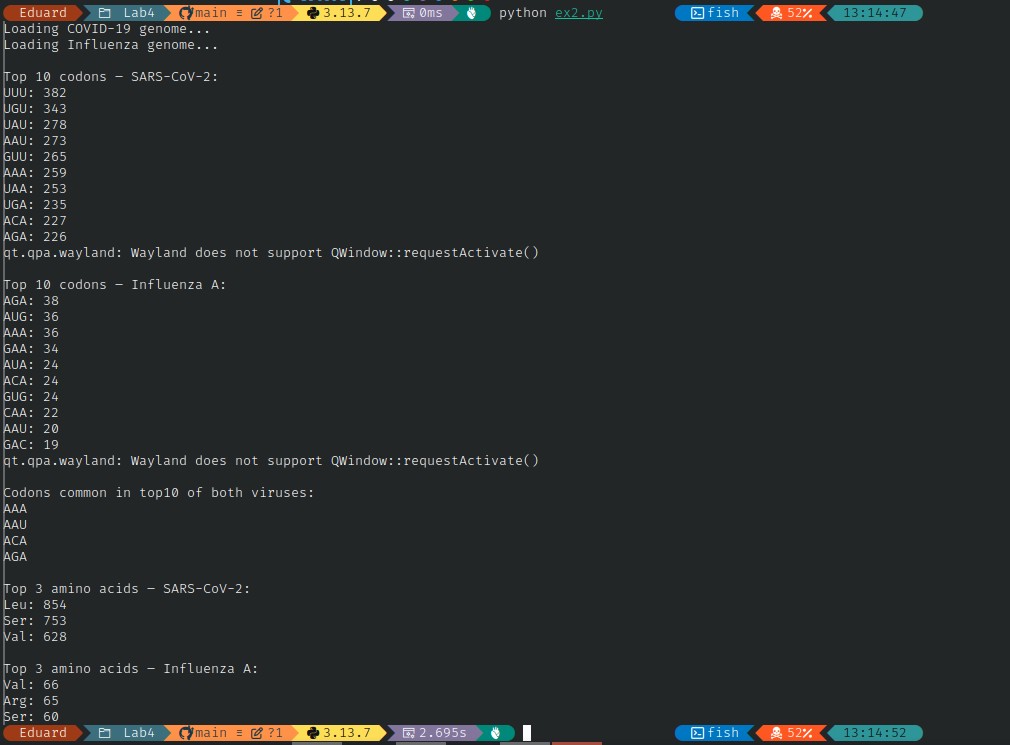 Eduard Lab4 main ≡ ?1 3.13.7 0ms python ex2.py fish 52% 13:14:47
Loading COVID-19 genome...
Loading Influenza genome...
Top 10 codons — SARS-CoV-2:
UUU: 382
UGU: 343
UAU: 278
AAU: 273
GUU: 265
AAA: 259
UAA: 253
UGA: 235
ACA: 227
AGA: 226
qt.qpa.wayland: Wayland does not support QWindow::requestActivate()
Top 10 codons — Influenza A:
AGA: 38
AUG: 36
AAA: 36
GAA: 34
AUA: 24
ACA: 24
GUG: 24
CAA: 22
AAU: 20
GAC: 19
qt.qpa.wayland: Wayland does not support QWindow::requestActivate()
Codons common in top10 of both viruses:
AAA
AAU
ACA
AGA
Top 3 amino acids — SARS-CoV-2:
Leu: 854
Ser: 753
Val: 628
Top 3 amino acids — Influenza A:
Val: 66
Arg: 65
Ser: 60
Eduard Lab4 main ≡ ?1 3.13.7 2.695s fish 52% 13:14:52